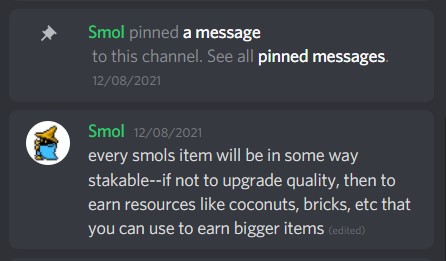 Smol pinned a message
to this channel. See all pinned messages.
12/08/2021
Smol 12/08/2021
every smols item will be in some way
stakable--if not to upgrade quality, then to
earn resources like coconuts, bricks, etc that
you can use to earn bigger items (edited)